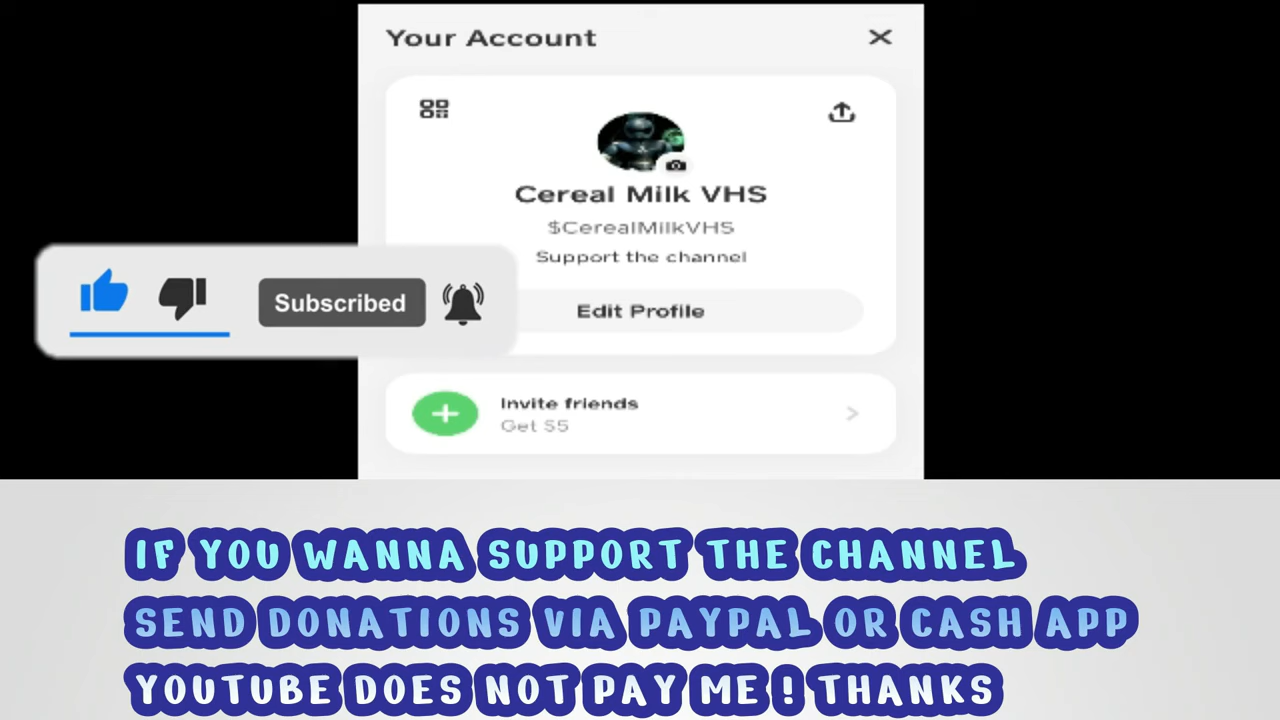 Your Account
Cereal Milk VHS
$CerealMilkVHS
Support the channel
Subscribed
Edit Profile
Invite friends
Get $5
IF YOU WANNA SUPPORT THE CHANNEL
SEND DONATIONS VIA PAYPAL OR CASH APP
YOUTUBE DOES NOT PAY ME ! THANKS